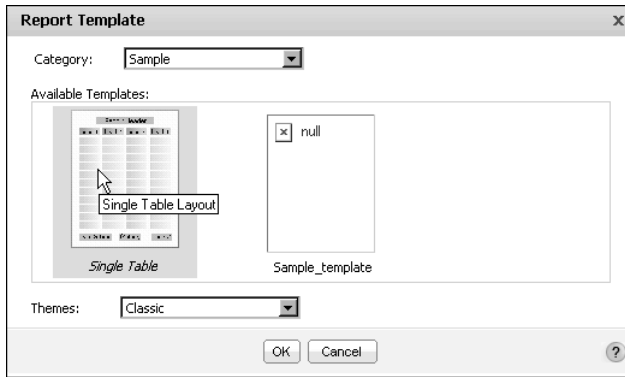 Report Template x
Category: Sample
Available Templates:
null
Single Table Layout
Single Table
Sample_template
Themes: Classic
OK Cancel ?